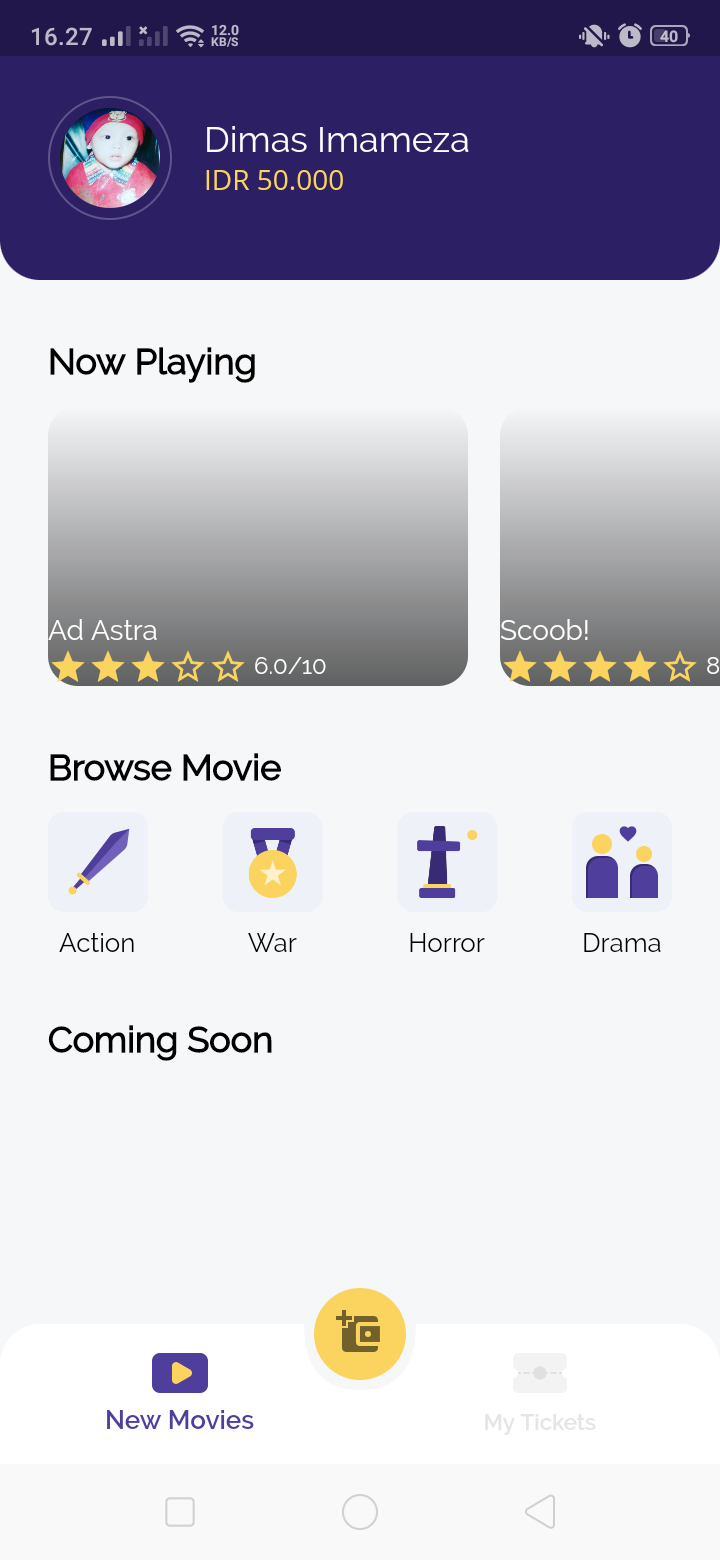 16.27 12.0 KB/S 40
Dimas Imameza
IDR 50.000
Now Playing
Ad Astra
6.0/10
Scoob!
8
Browse Movie
Action War Horror Drama
Coming Soon
New Movies My Tickets